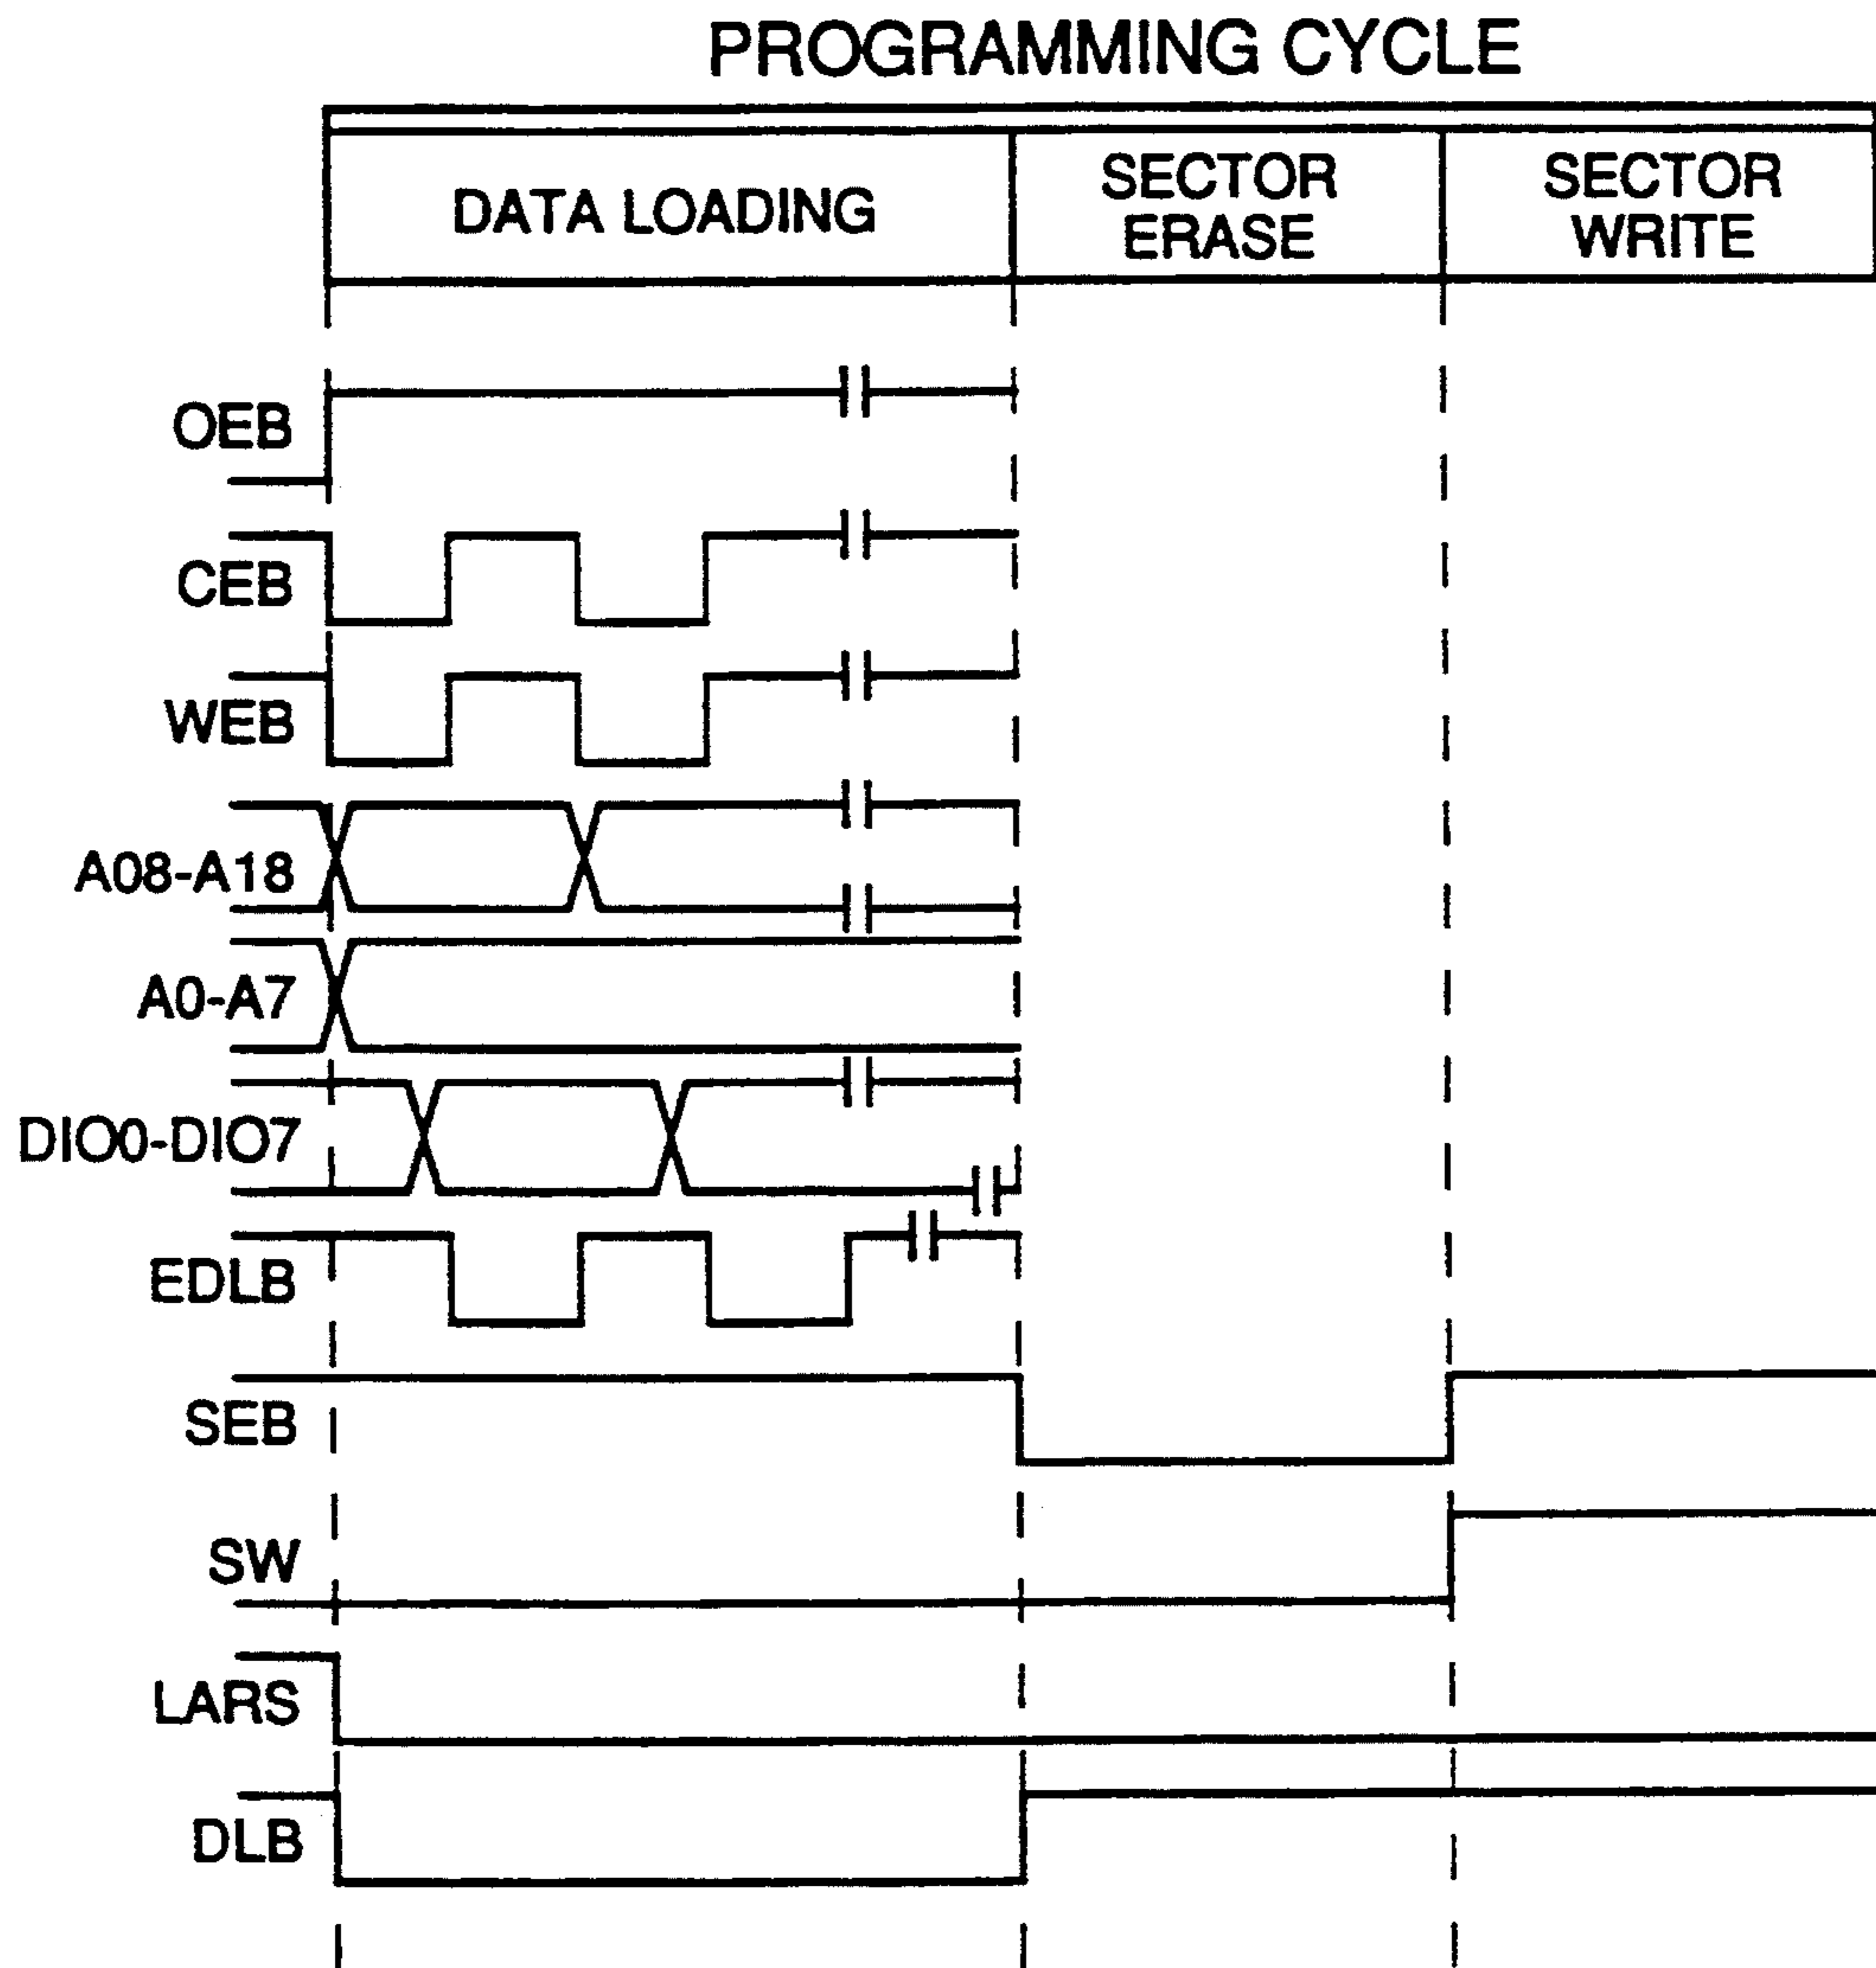 PROGRAMMING CYCLE
DATA LOADING
SECTOR
ERASE
SECTOR
WRITE
OEB
CEB
WEB
A08-A18
A0-A7
DIO0-DIO7
EDLB
SEB
SW
LARS
DLB